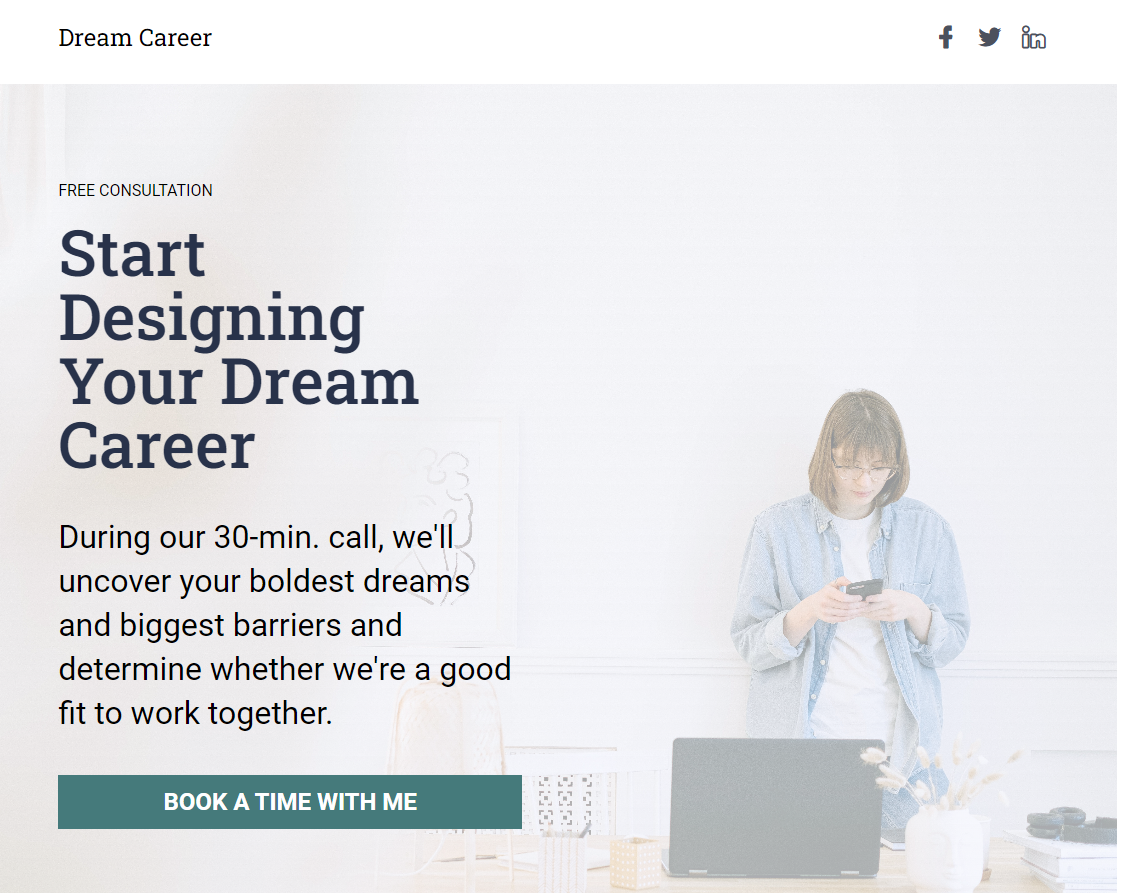 Dream Career
FREE CONSULTATION
Start
Designing
Your Dream
Career
During our 30-min. call, we'll
uncover your boldest dreams
and biggest barriers and
determine whether we're a good
fit to work together.
BOOK A TIME WITH ME